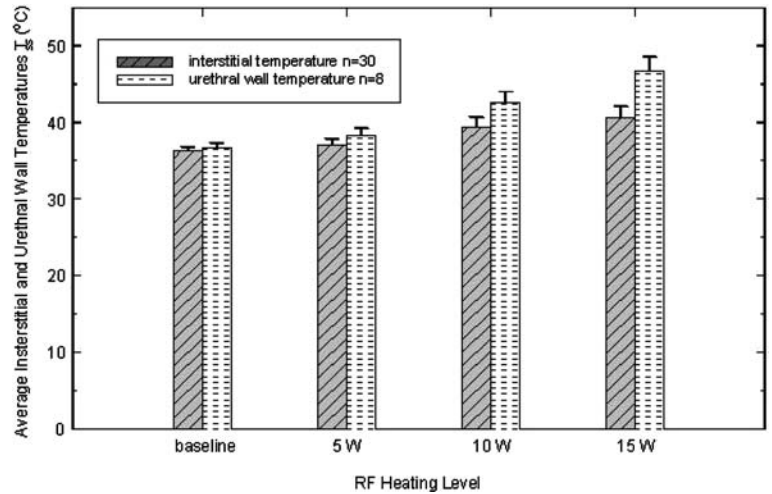 Average Insterstitial and Urethral Wall Temperatures Tss (°C)
50
40
30
20
10
0
interstitial temperature n=30
urethral wall temperature n=8
baseline
5 W
10 W
15 W
RF Heating Level